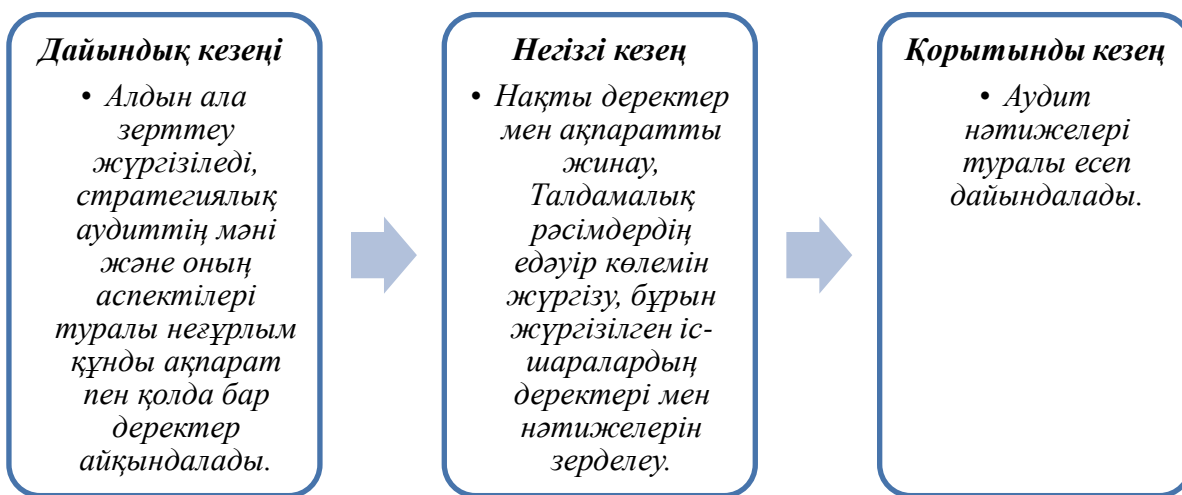 Дайындық кезеңі
• Алдын ала
зерттеу
жүргізіледі,
стратегиялық
аудиттің мәні
және оның
аспектілері
туралы неғұрлым
құнды ақпарат
пен қолда бар
деректер
айқындалады.
Негізгі кезең
• Нақты деректер
мен ақпаратты
жинау,
Талдамалық
рәсімдердің
едәуір көлемін
жүргізу, бұрын
жүргізілген іс-
шаралардың
деректері мен
нәтижелерін
зерделеу.
Қорытынды кезең
• Аудит
нәтижелері
туралы есеп
дайындалады.